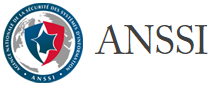 AGENCE NATIONALE DE LA SÉCURITÉ DES SYSTÈMES D'INFORMATION
ANSSI
ANSSI